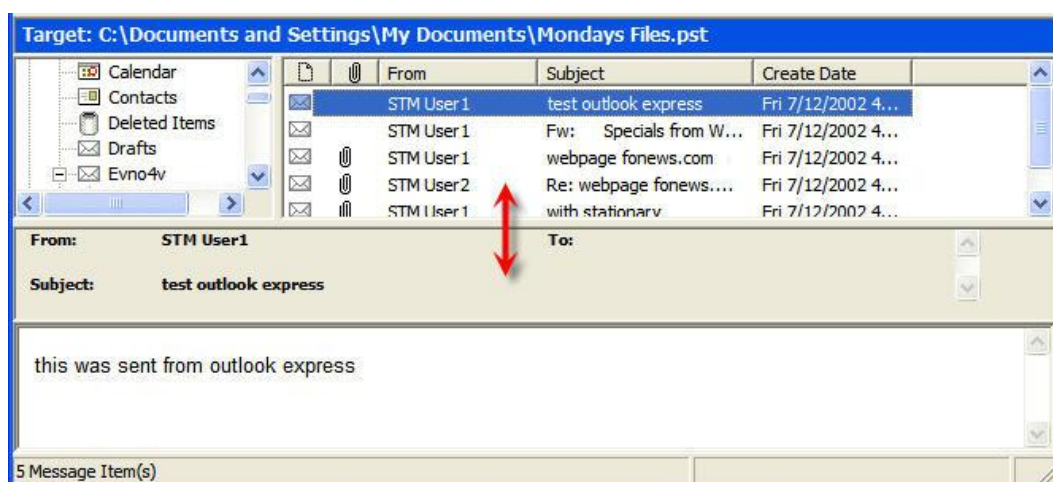 Target: C:\Documents and Settings\My Documents\Mondays Files.pst
Calendar
Contacts
Deleted Items
Drafts
Evno4v
From Subject Create Date
STM User1 test outlook express Fri 7/12/2002 4...
STM User1 Fw: Specials from W... Fri 7/12/2002 4...
STM User1 webpage fonews.com Fri 7/12/2002 4...
STM User2 Re: webpage fonews.... Fri 7/12/2002 4...
STM User1 with stationary Fri 7/12/2002 4...
From: STM User1 To:
Subject: test outlook express
this was sent from outlook express
5 Message Item(s)